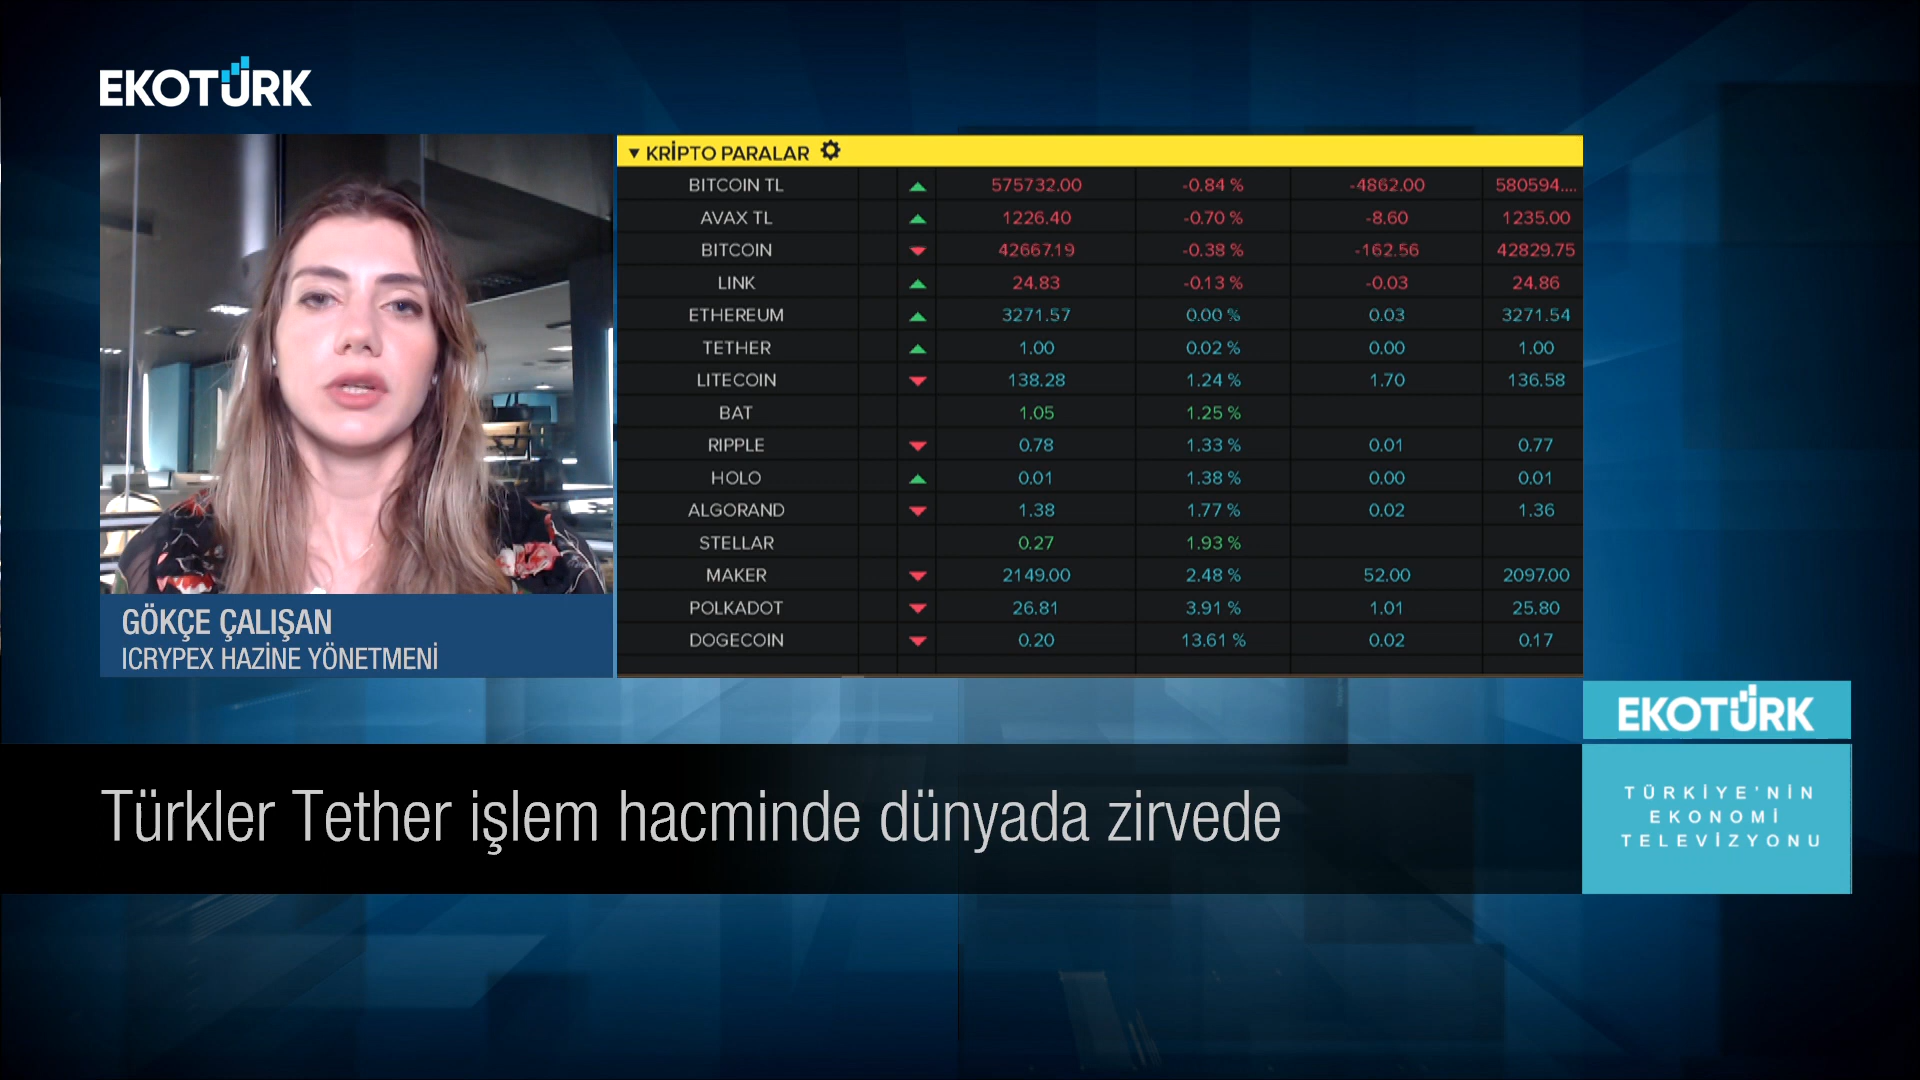 EKOTÜRK
▼ KRİPTO PARALAR
BITCOIN TL 575732.00 -0.84 % -4862.00 580594....
AVAX TL 1226.40 -0.70 % -8.60 1235.00
BITCOIN 42667.19 -0.38 % -162.56 42829.75
LINK 24.83 -0.13 % -0.03 24.86
ETHEREUM 3271.57 0.00 % 0.03 3271.54
TETHER 1.00 0.02 % 0.00 1.00
LITECOIN 138.28 1.24 % 1.70 136.58
BAT 1.05 1.25 %
RIPPLE 0.78 1.33 % 0.01 0.77
HOLO 0.01 1.38 % 0.00 0.01
ALGORAND 1.38 1.77 % 0.02 1.36
STELLAR 0.27 1.93 %
MAKER 2149.00 2.48 % 52.00 2097.00
POLKADOT 26.81 3.91 % 1.01 25.80
DOGECOIN 0.20 13.61 % 0.02 0.17
GÖKÇE ÇALIŞAN
ICRYPEX HAZİNE YÖNETMENİ
Türkler Tether işlem hacminde dünyada zirvede
EKOTÜRK
TÜRKİYE'NİN
EKONOMİ
TELEVİZYONU